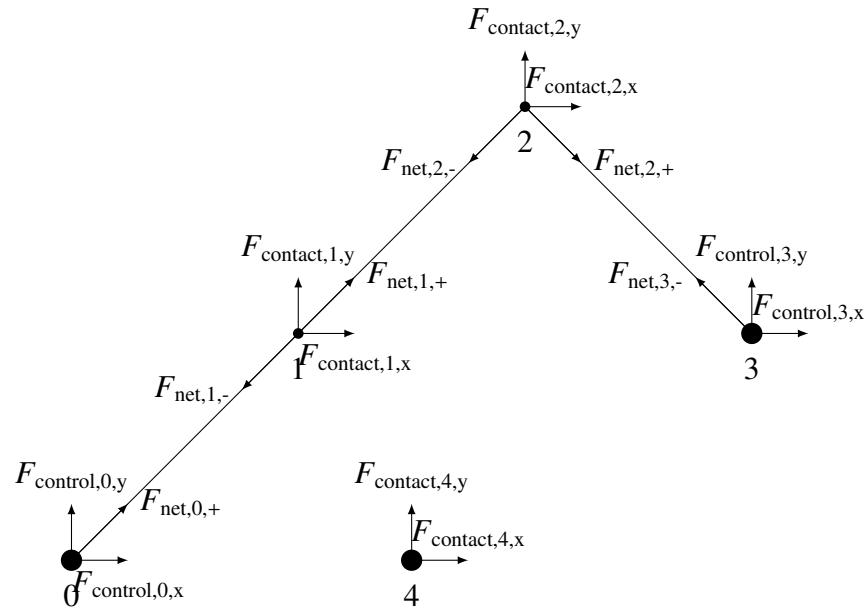 F_contact,2,y
F_contact,2,x
2
F_net,2,-
F_net,2,+
F_contact,1,y
F_net,1,+
F_control,3,y
F_net,3,-
F_control,3,x
1
F_contact,1,x
3
F_net,1,-
F_control,0,y
F_net,0,+
F_contact,4,y
F_contact,4,x
0
F_control,0,x
4